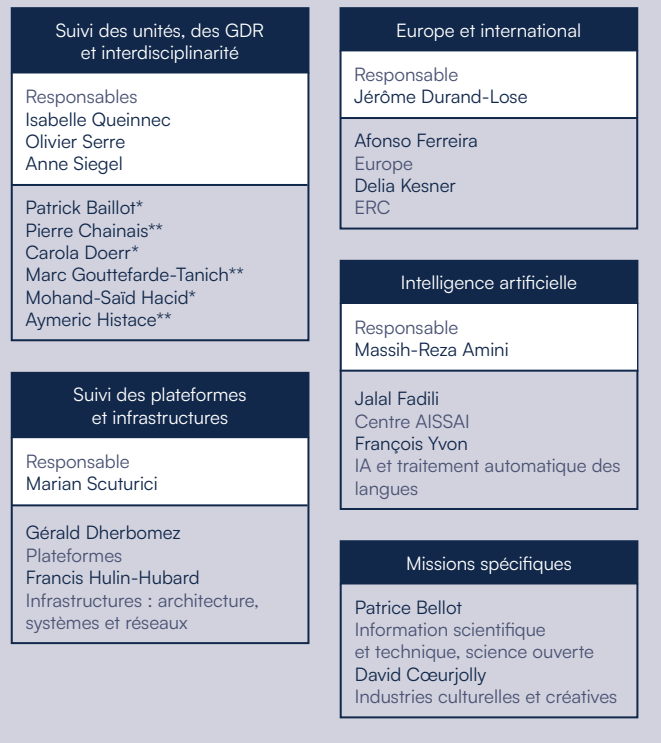 Suivi des unités, des GDR
et interdisciplinarité
Responsables
Isabelle Queinnec
Olivier Serre
Anne Siegel
Patrick Baillot*
Pierre Chainais**
Carola Doerr*
Marc Gouttefarde-Tanich**
Mohand-Saïd Hacid*
Aymeric Histace**
Suivi des plateformes
et infrastructures
Responsable
Marian Scuturici
Gérald Dherbomez
Plateformes
Francis Hulin-Hubard
Infrastructures : architecture,
systèmes et réseaux
Europe et international
Responsable
Jérôme Durand-Lose
Afonso Ferreira
Europe
Delia Kesner
ERC
Intelligence artificielle
Responsable
Massih-Reza Amini
Jalal Fadili
Centre AISSAI
François Yvon
IA et traitement automatique des
langues
Missions spécifiques
Patrice Bellot
Information scientifique
et technique, science ouverte
David Cœurjolly
Industries culturelles et créatives